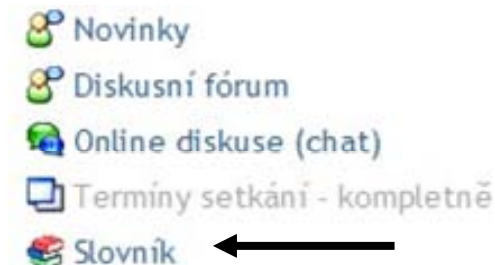 Novinky
Diskusní fórum
Online diskuse (chat)
Termíny setkání - kompletně
Slovník